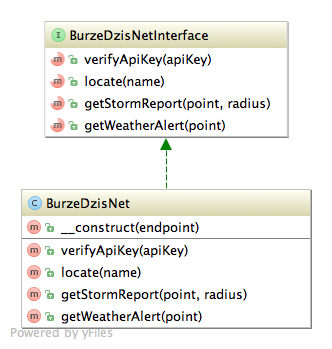 I BurzeDzisNetInterface
m verifyApiKey(apiKey)
m locate(name)
m getStormReport(point, radius)
m getWeatherAlert(point)
C BurzeDzisNet
m __construct(endpoint)
m verifyApiKey(apiKey)
m locate(name)
m getStormReport(point, radius)
m getWeatherAlert(point)
Powered by yFiles